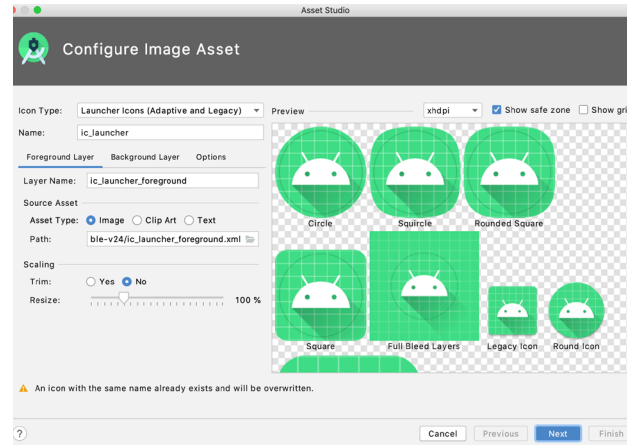 Asset Studio
Configure Image Asset
Icon Type: Launcher Icons (Adaptive and Legacy)
Name: ic_launcher
Foreground Layer Background Layer Options
Layer Name: ic_launcher_foreground
Source Asset
Asset Type: Image Clip Art Text
Path: ble-v24/ic_launcher_foreground.xml
Scaling
Trim: Yes No
Resize: 100 %
Preview xhdpi Show safe zone Show gri
Circle Squircle Rounded Square
Square Full Bleed Layers Legacy Icon Round Icon
An icon with the same name already exists and will be overwritten.
? Cancel Previous Next Finish